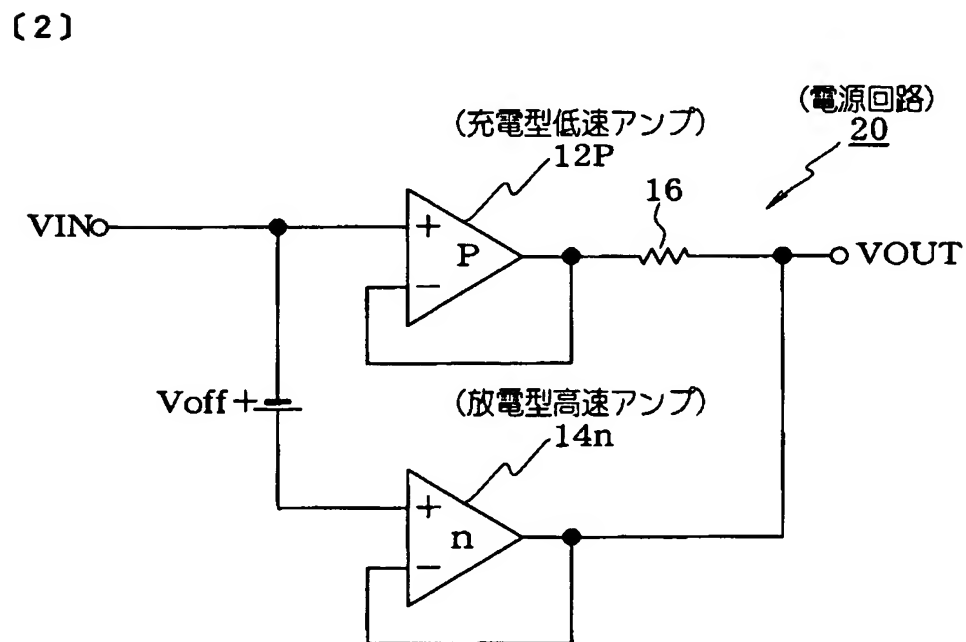 〔2〕
(電源回路)
20
(充電型低速アンプ)
12P
16
VIN
+
P
−
VOUT
Voff+
(放電型高速アンプ)
14n
+
n
−